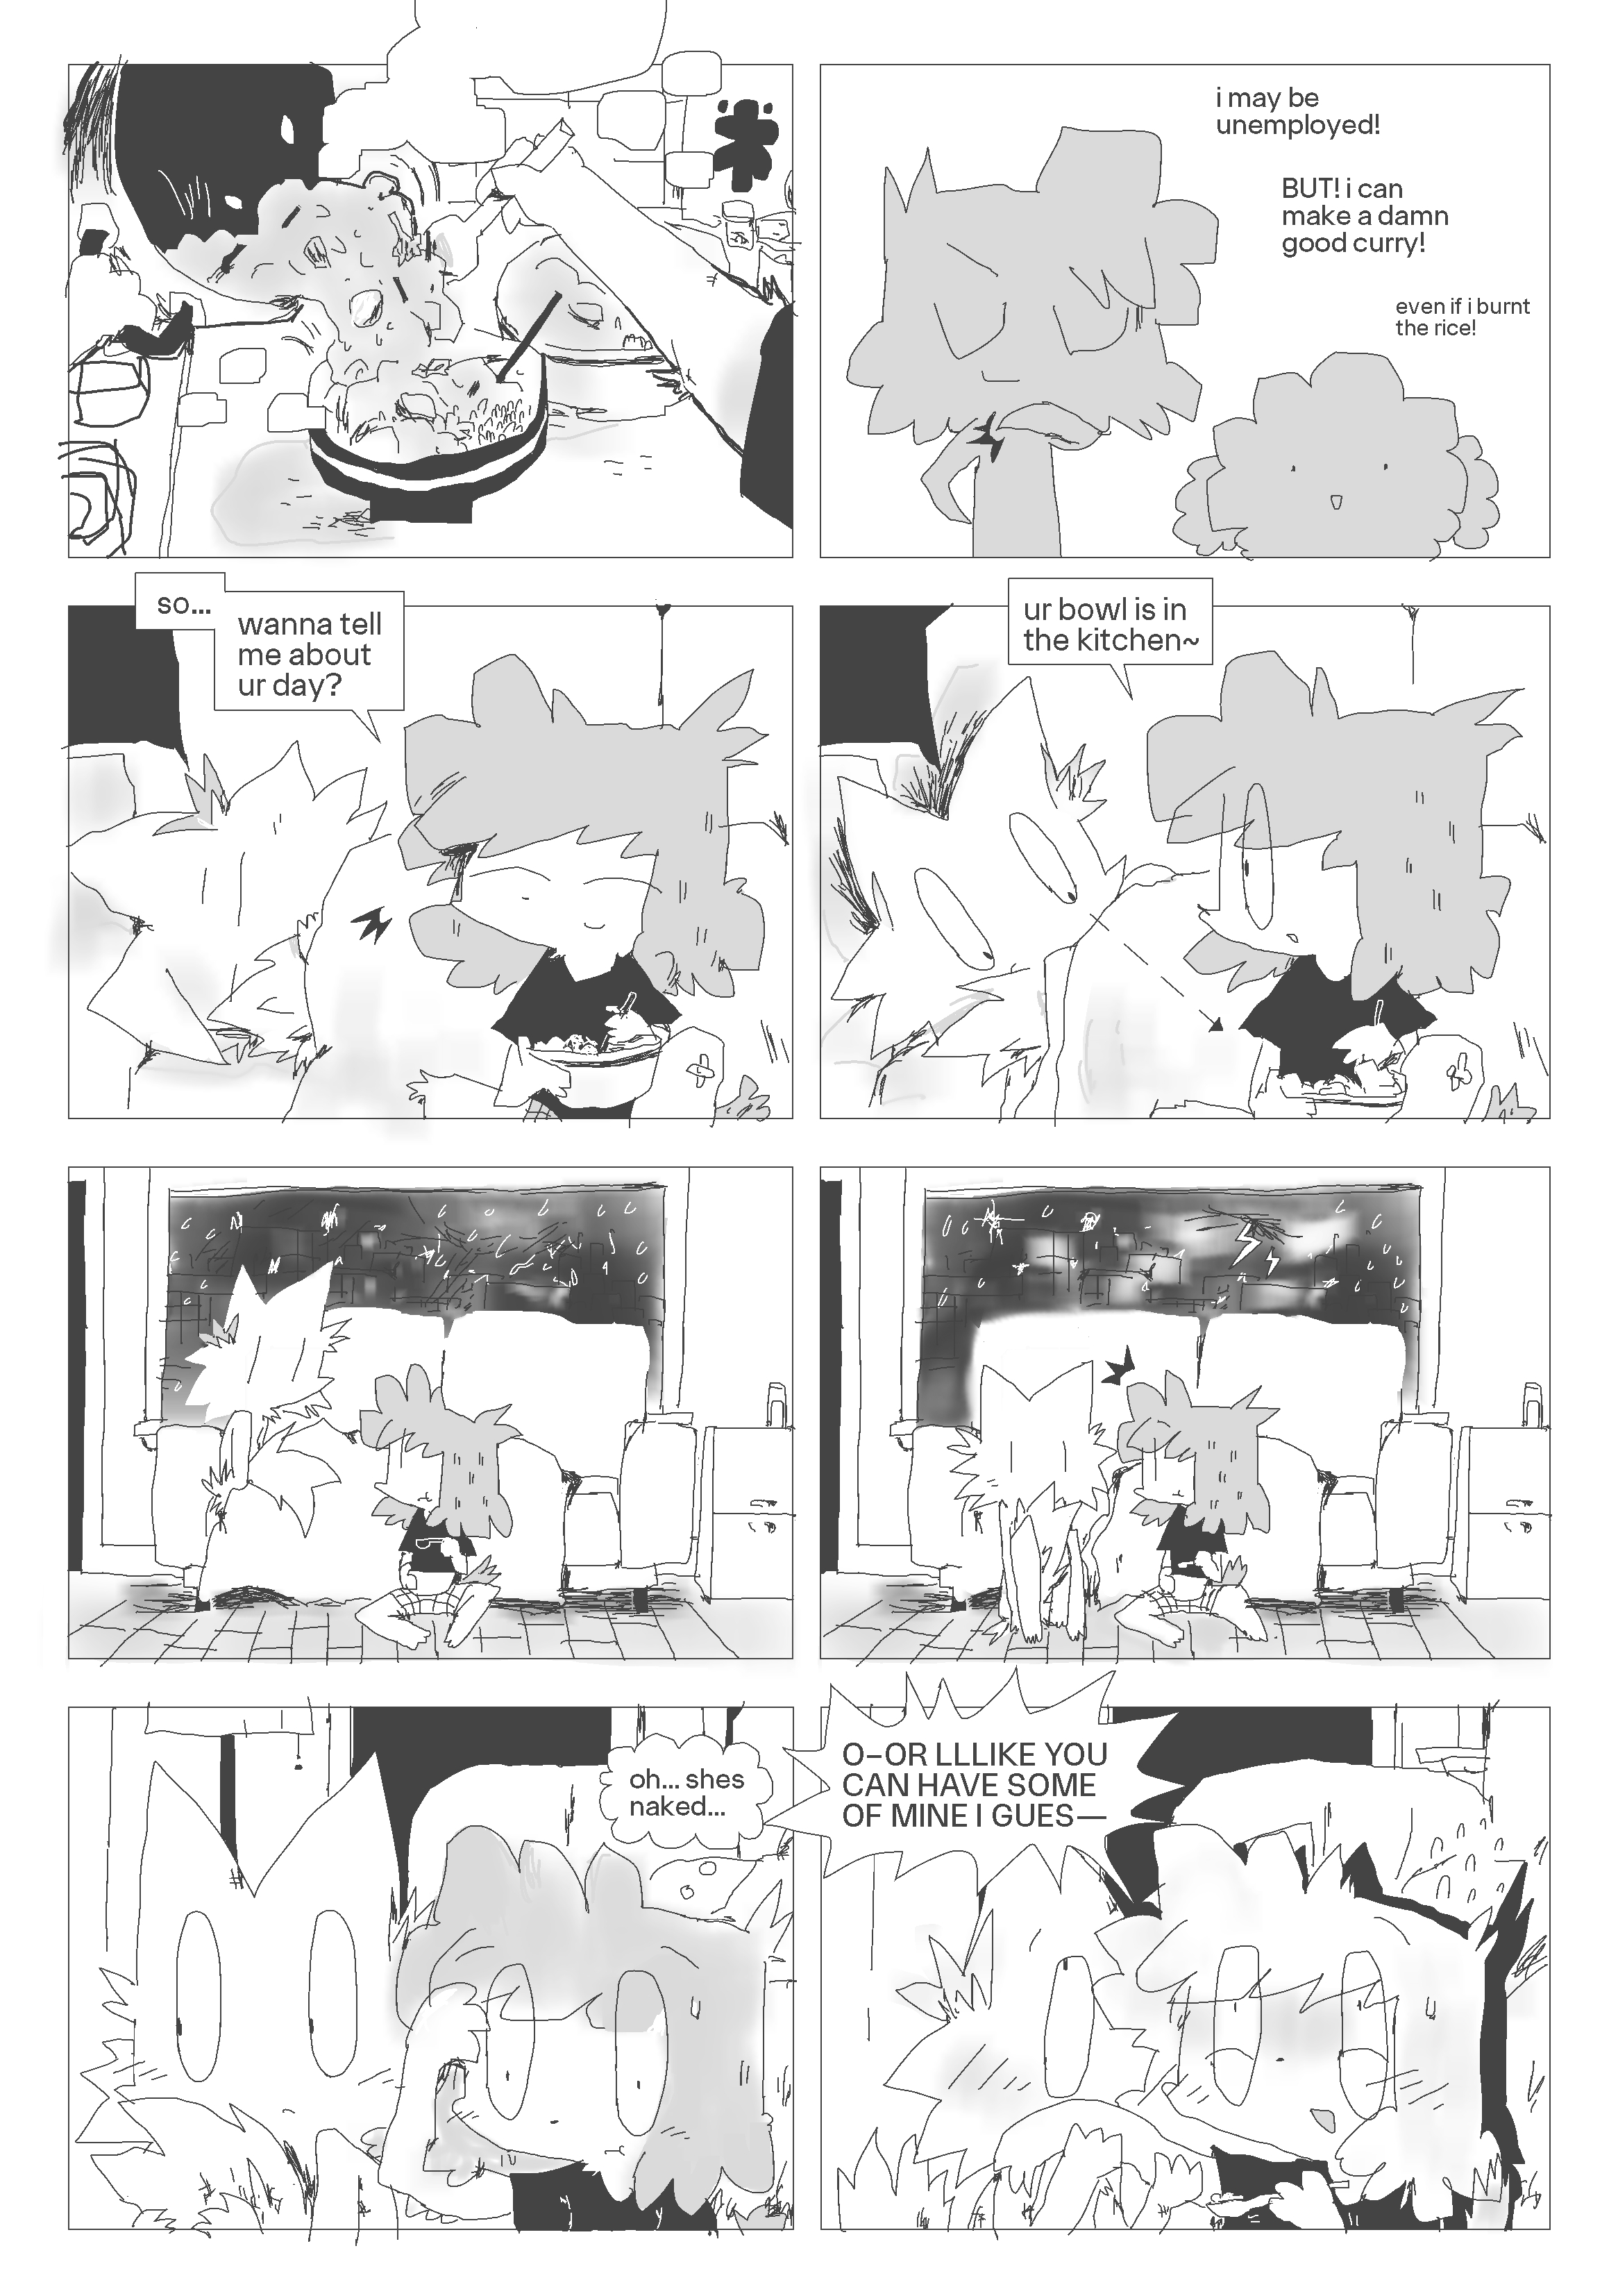 i may be
unemployed!
BUT! i can
make a damn
good curry!
even if i burnt
the rice!
so...
wanna tell
me about
ur day?
ur bowl is in
the kitchen~
oh... shes
naked...
O-OR LLLIKE YOU
CAN HAVE SOME
OF MINE I GUES—